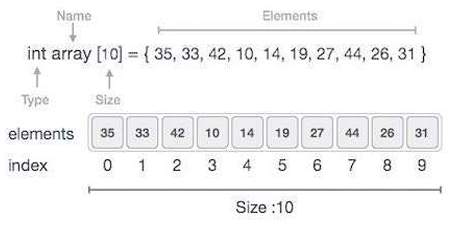 Name Elements
int array [10] = { 35, 33, 42, 10, 14, 19, 27, 44, 26, 31 }
Type Size
elements 35 33 42 10 14 19 27 44 26 31
index 0 1 2 3 4 5 6 7 8 9
Size :10